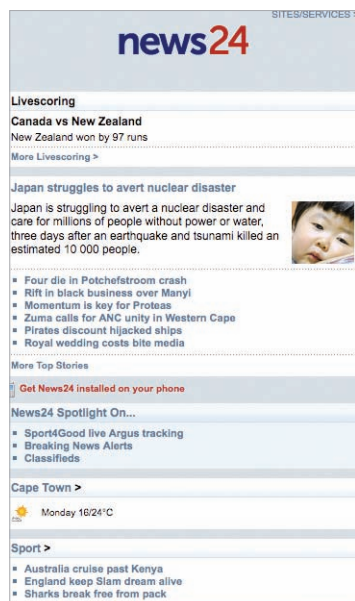 SITES/SERVICES
news24
Livescoring
Canada vs New Zealand
New Zealand won by 97 runs
More Livescoring >
Japan struggles to avert nuclear disaster
Japan is struggling to avert a nuclear disaster and
care for millions of people without power or water,
three days after an earthquake and tsunami killed an
estimated 10 000 people.
Four die in Potchefstroom crash
Rift in black business over Manyi
Momentum is key for Proteas
Zuma calls for ANC unity in Western Cape
Pirates discount hijacked ships
Royal wedding costs bite media
More Top Stories
Get News24 installed on your phone
News24 Spotlight On...
Sport4Good live Argus tracking
Breaking News Alerts
Classifieds
Cape Town >
Monday 16/24°C
Sport >
Australia cruise past Kenya
England keep Slam dream alive
Sharks break free from pack